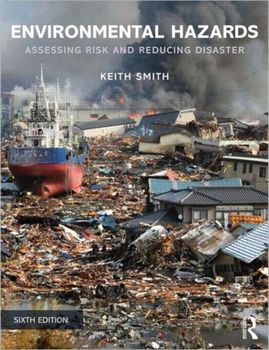 ENVIRONMENTAL HAZARDS
ASSESSING RISK AND REDUCING DISASTER
KEITH SMITH
SIXTH EDITION